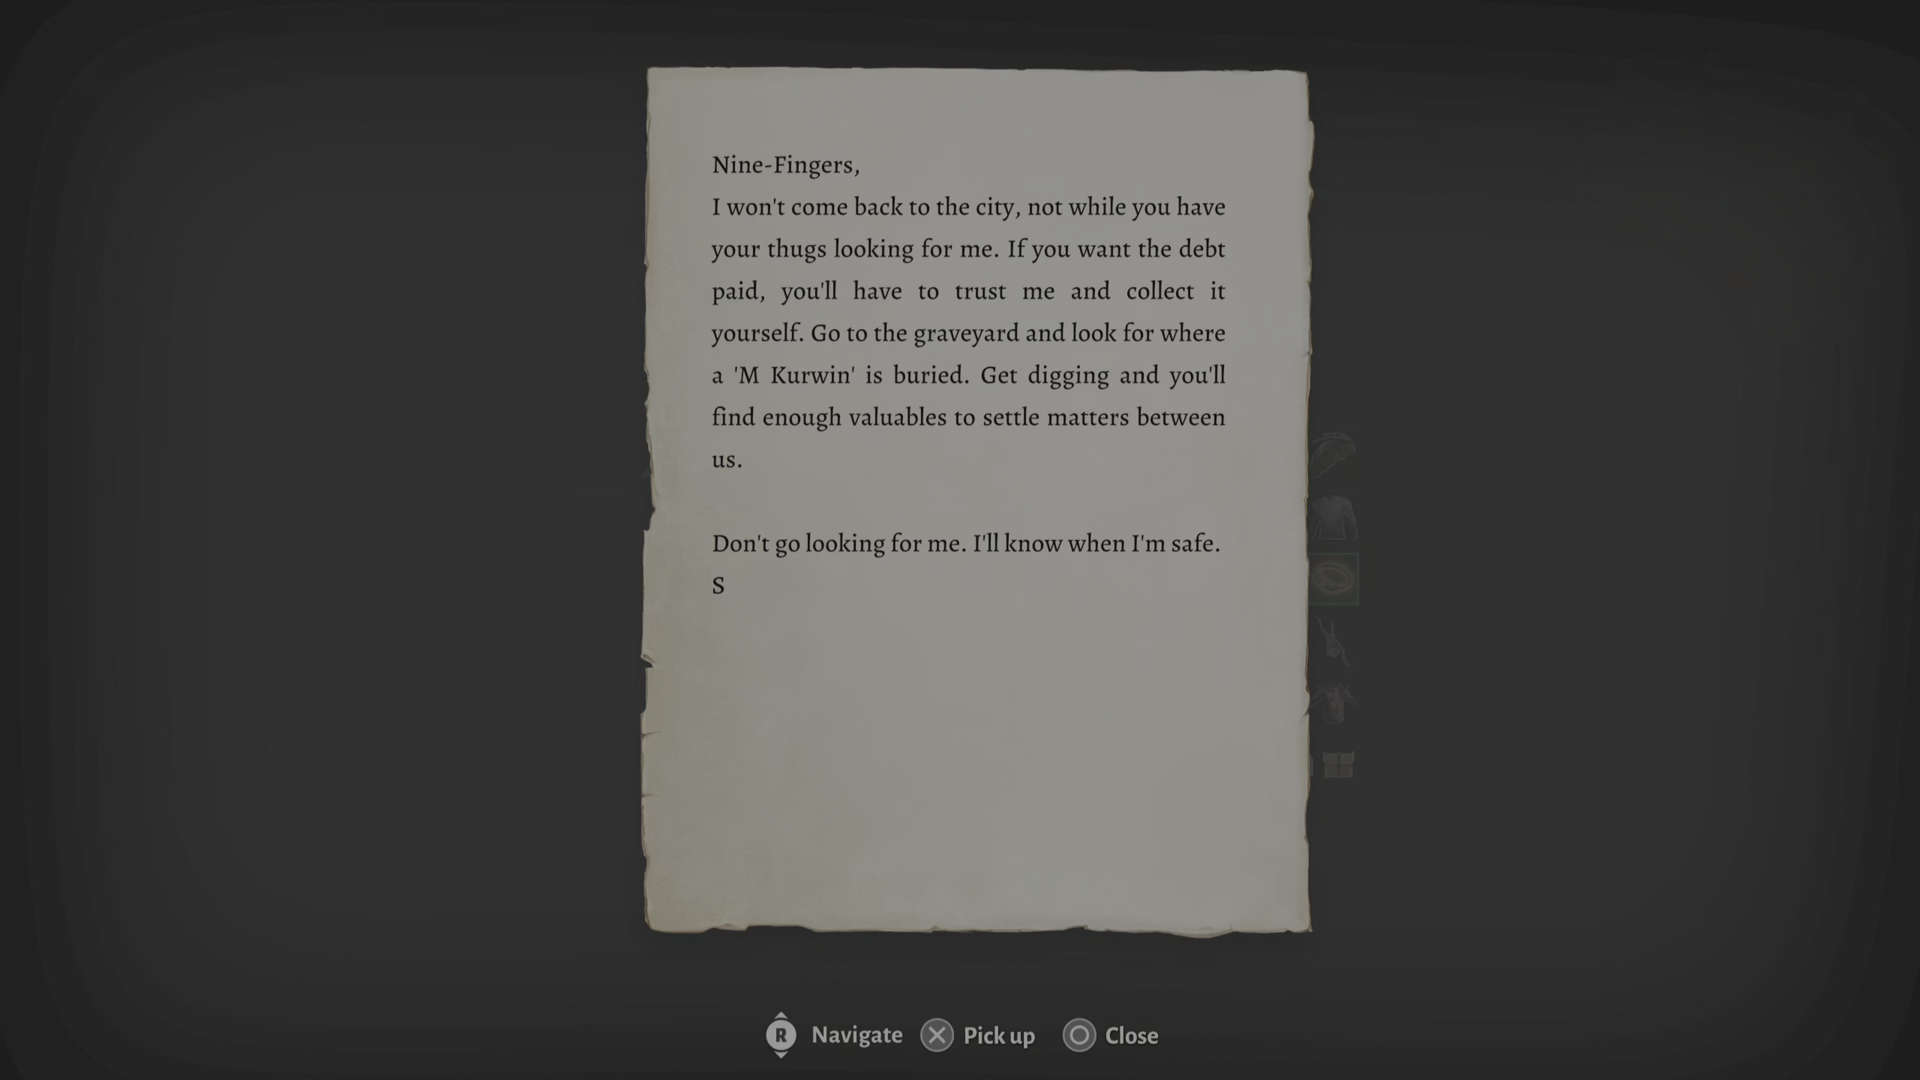 Nine-Fingers,
I won't come back to the city, not while you have
your thugs looking for me. If you want the debt
paid, you'll have to trust me and collect it
yourself. Go to the graveyard and look for where
a 'M Kurwin' is buried. Get digging and you'll
find enough valuables to settle matters between
us.
Don't go looking for me. I'll know when I'm safe.
S
R Navigate Pick up Close